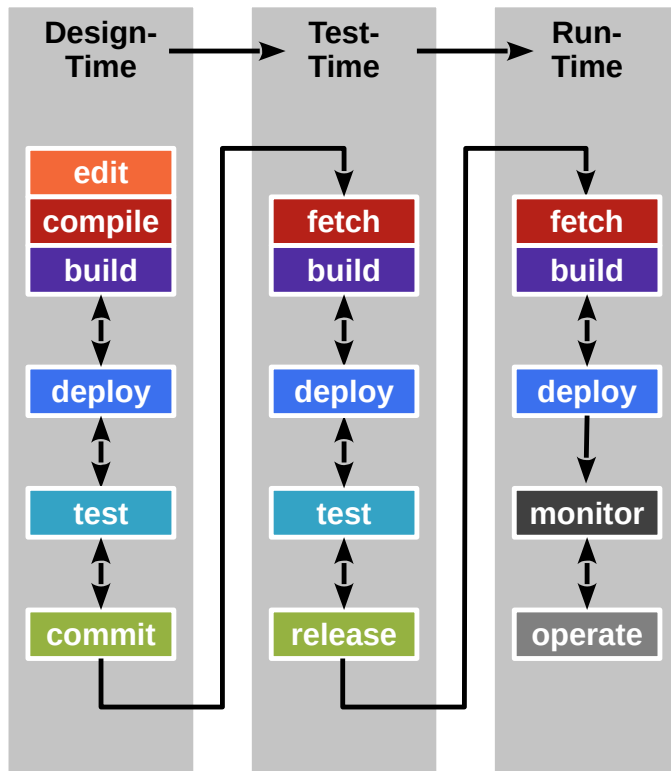 Design-
Time
Test-
Time
Run-
Time
edit
compile
build
deploy
test
commit
fetch
build
deploy
test
release
fetch
build
deploy
monitor
operate